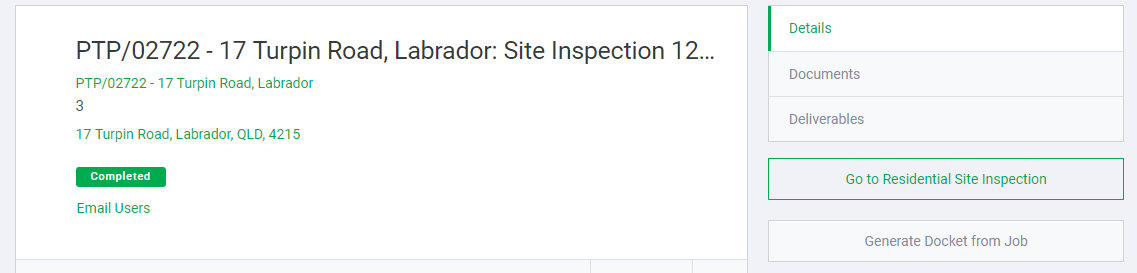 PTP/02722 - 17 Turpin Road, Labrador: Site Inspection 12...
PTP/02722 - 17 Turpin Road, Labrador
3
17 Turpin Road, Labrador, QLD, 4215
Completed
Email Users
Details
Documents
Deliverables
Go to Residential Site Inspection
Generate Docket from Job